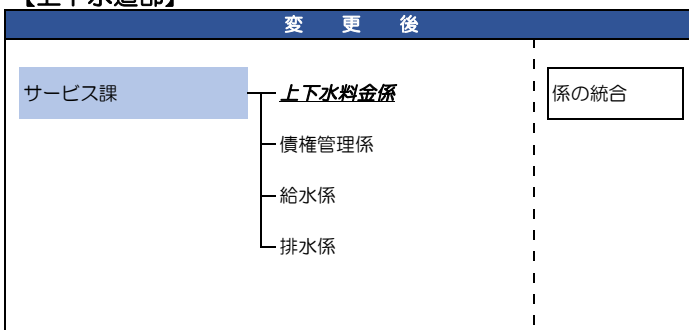 【上下水道部】
変 更 後
サービス課 上下水料金係 係の統合
債権管理係
給水係
排水係